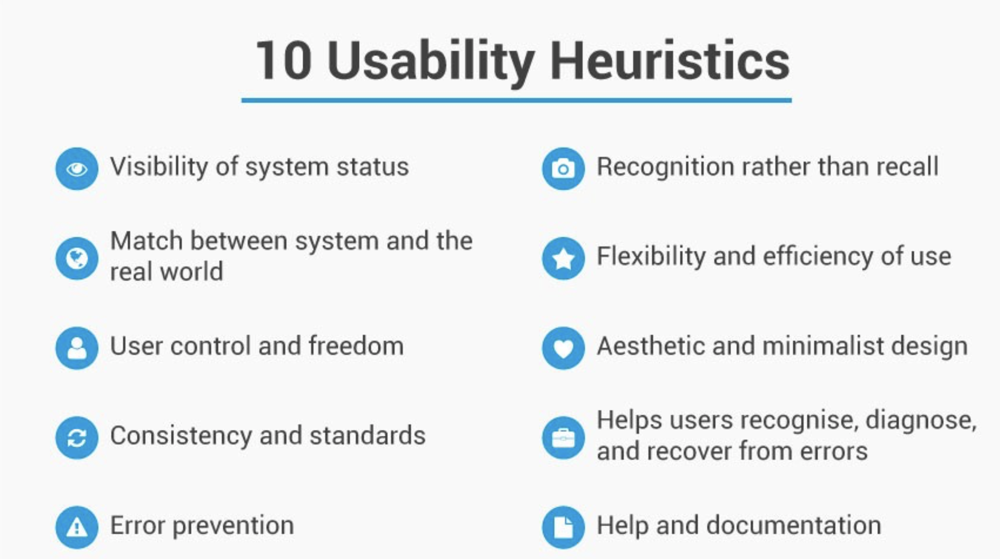 10 Usability Heuristics
Visibility of system status
Match between system and the
real world
User control and freedom
Consistency and standards
Error prevention
Recognition rather than recall
Flexibility and efficiency of use
Aesthetic and minimalist design
Helps users recognise, diagnose,
and recover from errors
Help and documentation